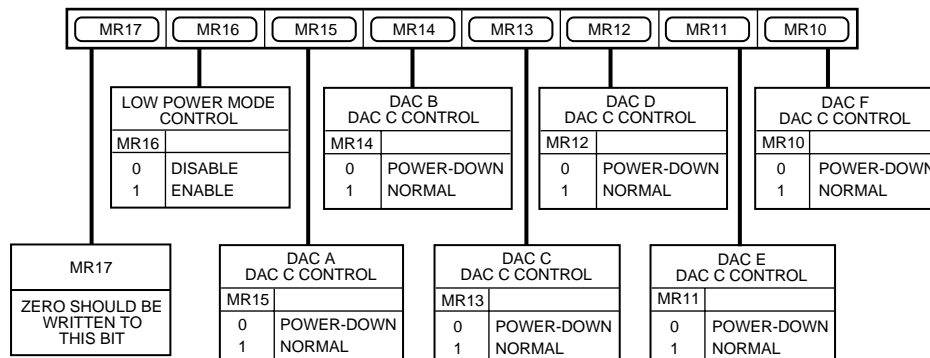 MR17 MR16 MR15 MR14 MR13 MR12 MR11 MR10
LOW POWER MODE
CONTROL
MR16
0 DISABLE
1 ENABLE
DAC B
DAC C CONTROL
MR14
0 POWER-DOWN
1 NORMAL
DAC D
DAC C CONTROL
MR12
0 POWER-DOWN
1 NORMAL
DAC F
DAC C CONTROL
MR10
0 POWER-DOWN
1 NORMAL
MR17
ZERO SHOULD BE
WRITTEN TO
THIS BIT
DAC A
DAC C CONTROL
MR15
0 POWER-DOWN
1 NORMAL
DAC C
DAC C CONTROL
MR13
0 POWER-DOWN
1 NORMAL
DAC E
DAC C CONTROL
MR11
0 POWER-DOWN
1 NORMAL